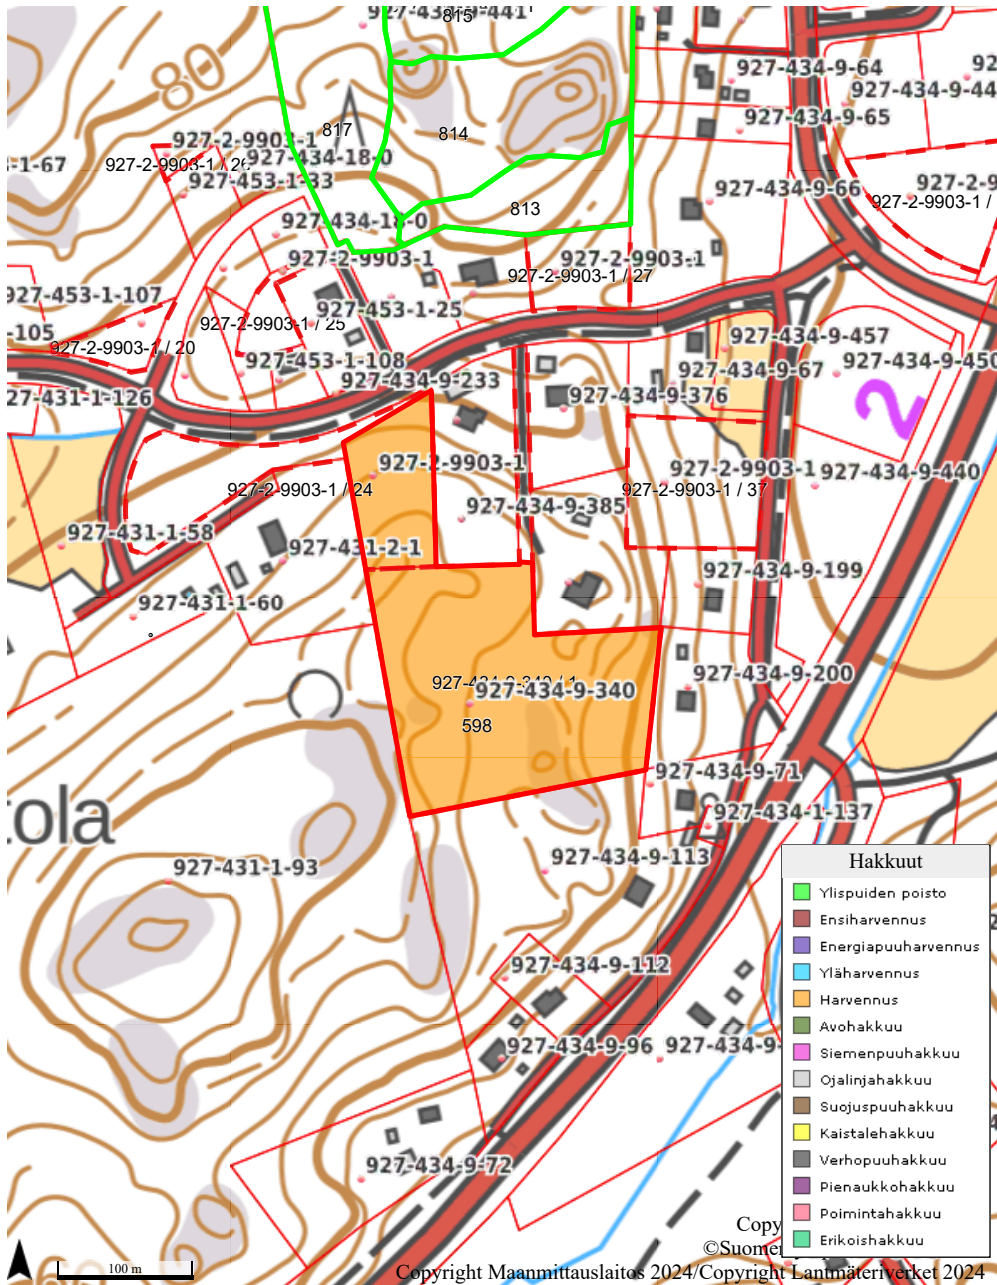 815
80
927-434-9-64
927-434-9-44
927-434-9-65
817
814
927-2-9903-1
927-434-18-0
927-2-9903-1 / 26
-1-67
927-453-1-33
927-434-9-66
927-2-9
927-2-9903-1 /
813
927-434-18-0
927-2-9903-1
927-2-9903-1
927-2-9903-1 / 27
927-453-1-107
927-453-1-25
927-2-9903-1 / 25
-105
927-2-9903-1 / 20
927-434-9-457
927-453-1-108
927-434-9-67
927-434-9-450
927-434-9-233
927-434-9-376
27-431-1-126
2
927-2-9903-1
927-2-9903-1
927-434-9-440
927-2-9903-1 / 24
927-2-9903-1 / 37
927-434-9-385
927-431-1-58
927-431-2-1
927-434-9-199
927-431-1-60
927-434-9-200
927-434-9-340
598
927-434-9-71
ola
927-434-1-137
927-434-9-113
927-431-1-93
Hakkuut
Ylispuiden poisto
Ensiharvennus
Energiapuuharvennus
Yläharvennus
Harvennus
Avohakkuu
Siemenpuuhakkuu
Ojalinjahakkuu
Suojuspuuhakkuu
Kaistalehakkuu
Verhopuuhakkuu
Pienaukkohakkuu
Poimintahakkuu
Erikoishakkuu
927-434-9-112
927-434-9-96
927-434-9-
927-434-9-72
Copy
©Suomen
100 m
Copyright Maanmittauslaitos 2024/Copyright Lantmäteriverket 2024